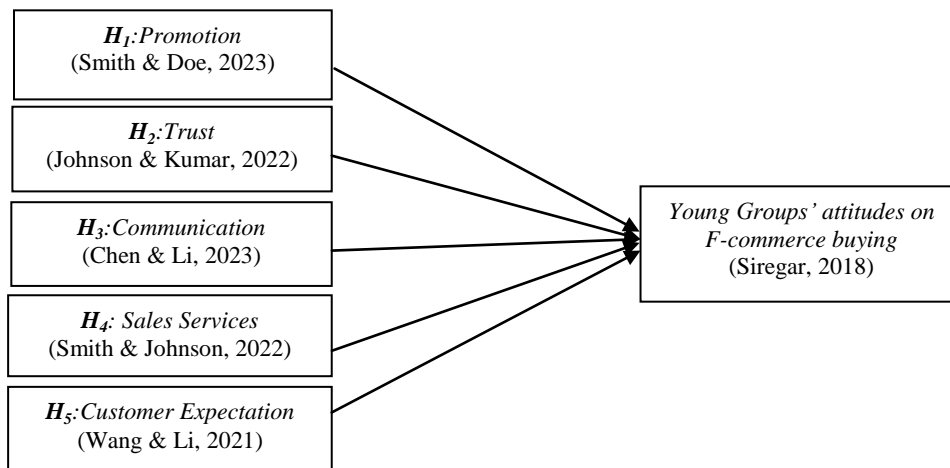 H1:Promotion
(Smith & Doe, 2023)
H2:Trust
(Johnson & Kumar, 2022)
H3:Communication
(Chen & Li, 2023)
H4: Sales Services
(Smith & Johnson, 2022)
H5:Customer Expectation
(Wang & Li, 2021)
Young Groups’ attitudes on
F-commerce buying
(Siregar, 2018)